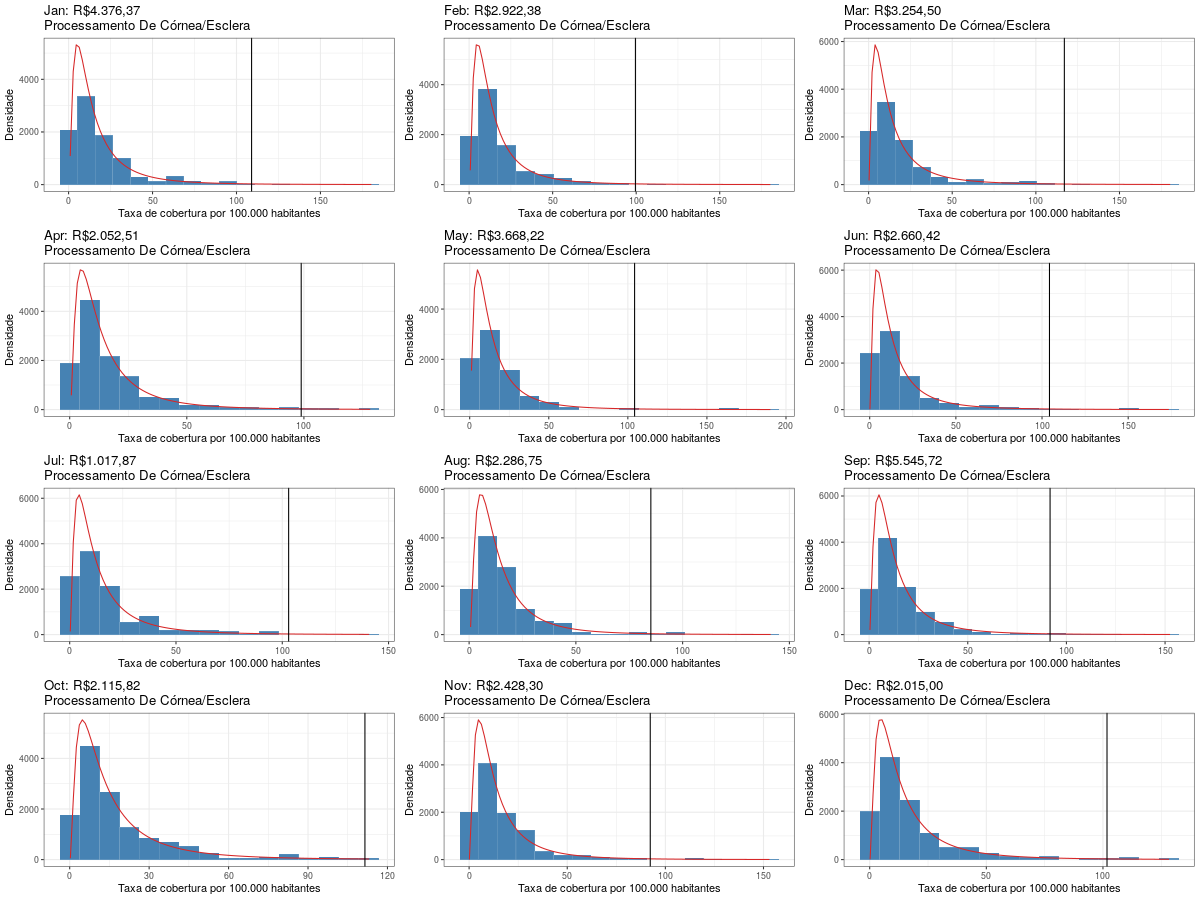 Jan: R$4.376,37
Processamento De Córnea/Esclera
Densidade
4000
2000
0
0
50
100
150
Taxa de cobertura por 100.000 habitantes
Feb: R$2.922,38
Processamento De Córnea/Esclera
Densidade
4000
2000
0
0
50
100
150
Taxa de cobertura por 100.000 habitantes
Mar: R$3.254,50
Processamento De Córnea/Esclera
Densidade
6000
4000
2000
0
0
50
100
150
Taxa de cobertura por 100.000 habitantes
Apr: R$2.052,51
Processamento De Córnea/Esclera
Densidade
4000
2000
0
0
50
100
Taxa de cobertura por 100.000 habitantes
May: R$3.668,22
Processamento De Córnea/Esclera
Densidade
4000
2000
0
0
50
100
150
200
Taxa de cobertura por 100.000 habitantes
Jun: R$2.660,42
Processamento De Córnea/Esclera
Densidade
6000
4000
2000
0
0
50
100
150
Taxa de cobertura por 100.000 habitantes
Jul: R$1.017,87
Processamento De Córnea/Esclera
Densidade
6000
4000
2000
0
0
50
100
150
Taxa de cobertura por 100.000 habitantes
Aug: R$2.286,75
Processamento De Córnea/Esclera
Densidade
6000
4000
2000
0
0
50
100
150
Taxa de cobertura por 100.000 habitantes
Sep: R$5.545,72
Processamento De Córnea/Esclera
Densidade
6000
4000
2000
0
0
50
100
150
Taxa de cobertura por 100.000 habitantes
Oct: R$2.115,82
Processamento De Córnea/Esclera
Densidade
4000
2000
0
0
30
60
90
120
Taxa de cobertura por 100.000 habitantes
Nov: R$2.428,30
Processamento De Córnea/Esclera
Densidade
6000
4000
2000
0
0
50
100
150
Taxa de cobertura por 100.000 habitantes
Dec: R$2.015,00
Processamento De Córnea/Esclera
Densidade
6000
4000
2000
0
0
50
100
Taxa de cobertura por 100.000 habitantes